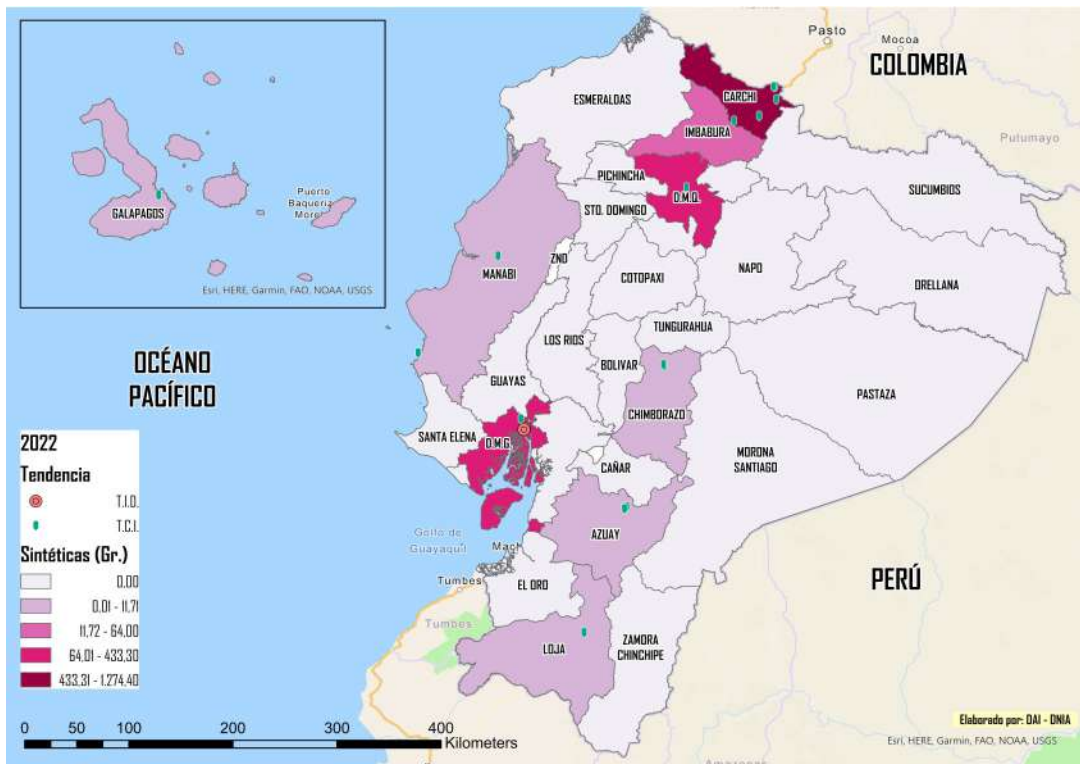 Pasto
Mocoa
COLOMBIA
ESMERALDAS
CARCHI
IMBABURA
Putumayo
PICHINCHA
SUCUMBIOS
D.M.Q.
STO. DOMINGO
GALAPAGOS
Puerto
Baqueria
More
Esri, HERE, Garmin, FAO, NOAA, USGS
MANABI
ZND
COTOPAXI
NAPO
ORELLANA
TUNGURAHUA
LOS RIOS
BOLIVAR
OCÉANO
PACÍFICO
GUAYAS
PASTAZA
CHIMBORAZO
SANTA ELENA
D.M.G.
MORONA
SANTIAGO
CAÑAR
AZUAY
Golfo de
Guayaquil
Mach
Tumbes
EL ORO
PERÚ
Tumbes
LOJA
ZAMORA
CHINCHIPE
2022
Tendencia
T.I.D.
T.C.I.
Sintéticas (Gr.)
0,00
0,01 - 11,71
11,72 - 64,00
64,01 - 433,30
433,31 - 1.274,40
0 50 100 200 300 400
Kilometers
Elaborado por: DAI - DNIA
Esri, HERE, Garmin, FAO, NOAA, USGS
Amazonas